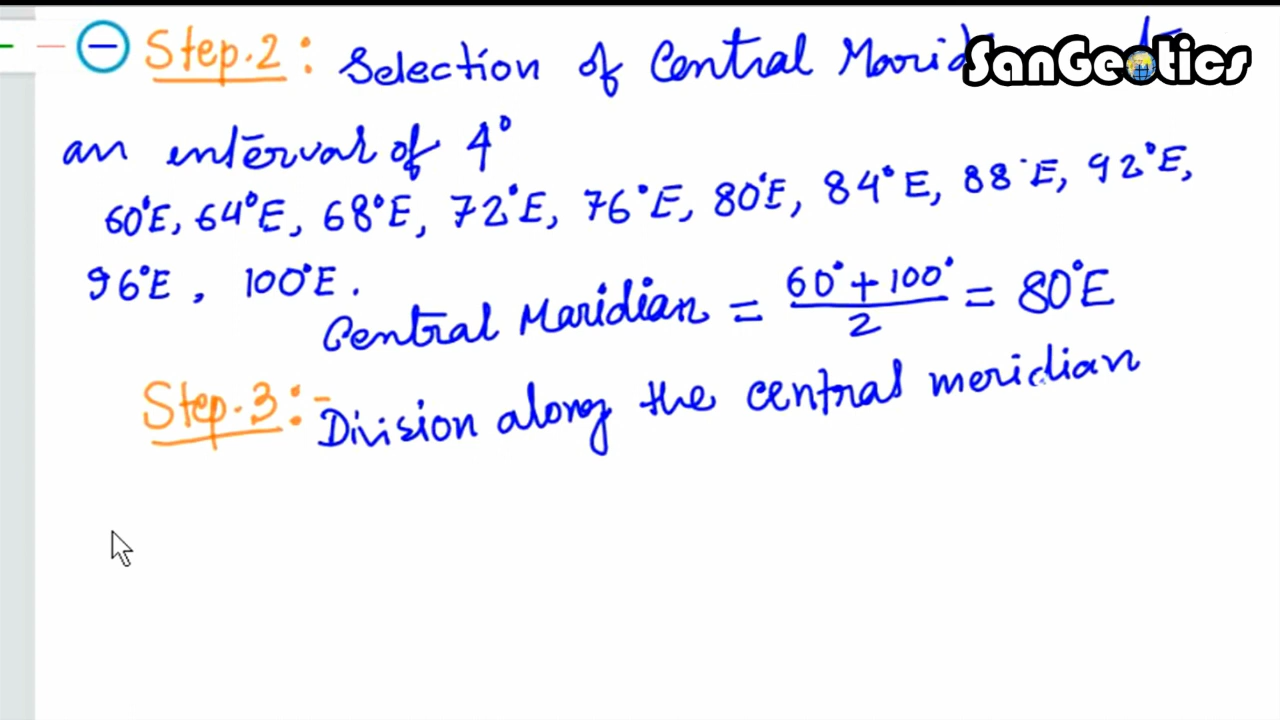 Step.2: Selection of Central Merid
SanGeotics
an interval of 4°
60°E, 64°E, 68°E, 72°E, 76°E, 80°E, 84°E, 88°E, 92°E,
96°E, 100°E.
Central Maridian = 60° + 100° / 2 = 80°E
Step.3:- Division along the central meridian